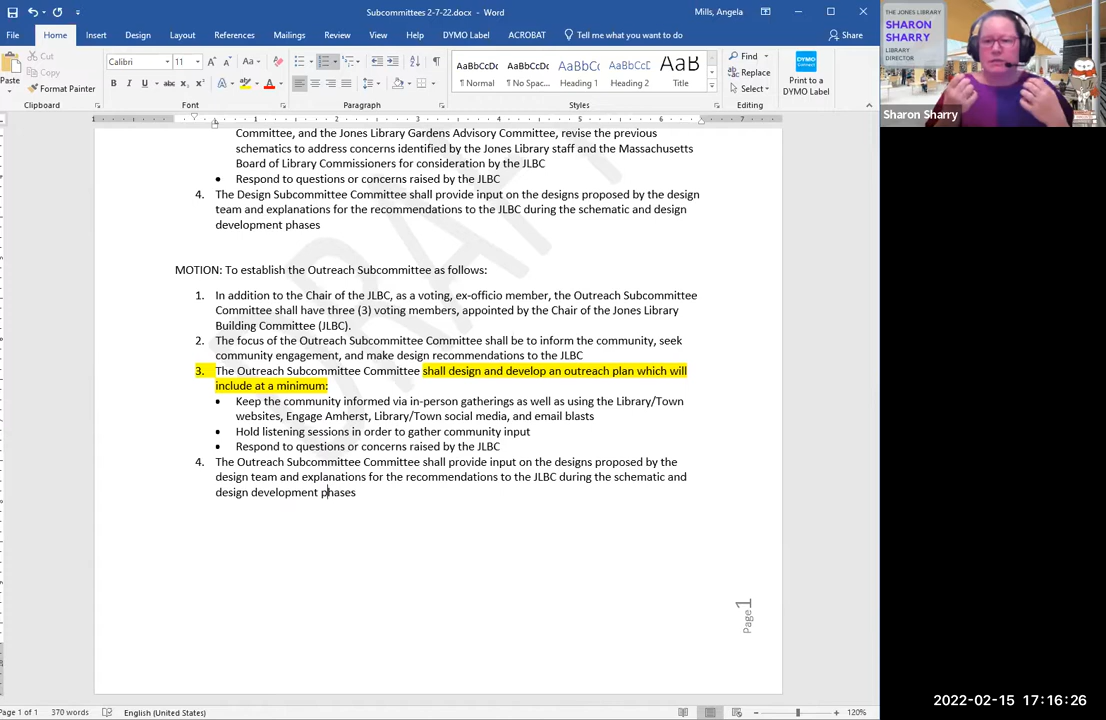 Subcommittees 2-7-22.docx - Word
Mills, Angela
File Home Insert Design Layout References Mailings Review View Help DYMO Label ACROBAT Tell me what you want to do Share
Cut
Copy
Format Painter
Paste
Calibri 11
AaBbCcDc AaBbCcDc AaBbCc AaBbCcD AaB
¶ Normal ¶ No Spac... Heading 1 Heading 2 Title
Find
Replace
Select
Print to a
DYMO Label
Clipboard Font Paragraph Styles Editing DYMO Label
Committee, and the Jones Library Gardens Advisory Committee, revise the previous
schematics to address concerns identified by the Jones Library staff and the Massachusetts
Board of Library Commissioners for consideration by the JLBC
• Respond to questions or concerns raised by the JLBC
4. The Design Subcommittee Committee shall provide input on the designs proposed by the design
team and explanations for the recommendations to the JLBC during the schematic and design
development phases
MOTION: To establish the Outreach Subcommittee as follows:
1. In addition to the Chair of the JLBC, as a voting, ex-officio member, the Outreach Subcommittee
Committee shall have three (3) voting members, appointed by the Chair of the Jones Library
Building Committee (JLBC).
2. The focus of the Outreach Subcommittee Committee shall be to inform the community, seek
community engagement, and make design recommendations to the JLBC
3. The Outreach Subcommittee Committee shall design and develop an outreach plan which will
include at a minimum:
• Keep the community informed via in-person gatherings as well as using the Library/Town
websites, Engage Amherst, Library/Town social media, and email blasts
• Hold listening sessions in order to gather community input
• Respond to questions or concerns raised by the JLBC
4. The Outreach Subcommittee Committee shall provide input on the designs proposed by the
design team and explanations for the recommendations to the JLBC during the schematic and
design development phases
DRAFT
Page 1
Page 1 of 1 370 words English (United States) 120%
THE JONES LIBRARY
SHARON
SHARRY
LIBRARY
DIRECTOR
Sharon Sharry
2022-02-15 17:16:26